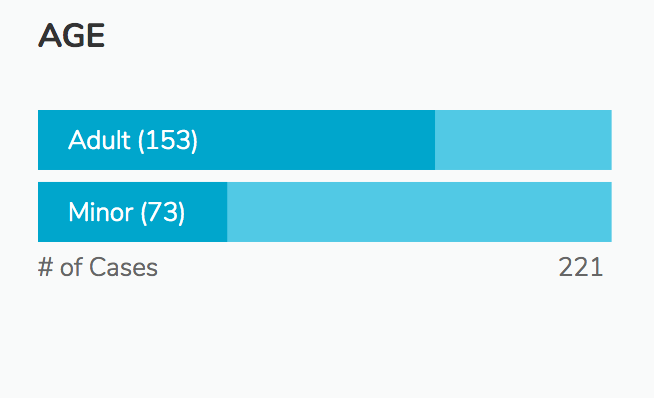 AGE
Adult (153)
Minor (73)
# of Cases 221